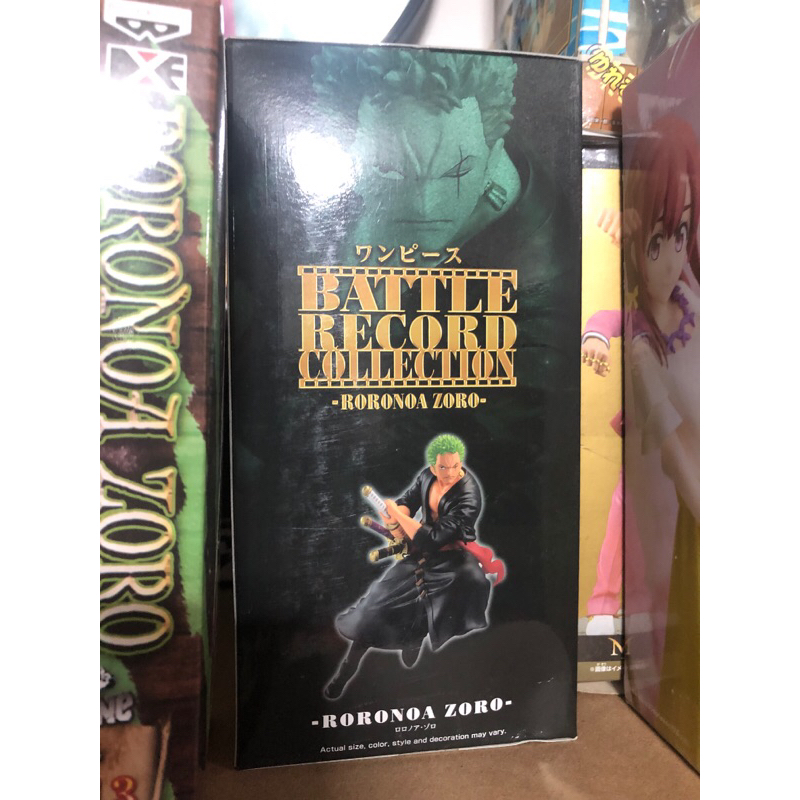 ワンピース
BATTLE
RECORD
COLLECTION
-RORONOA ZORO-
-RORONOA ZORO-
ロロノア・ゾロ
Actual size, color, style and decoration may vary.
BX
RORONOA ZORO